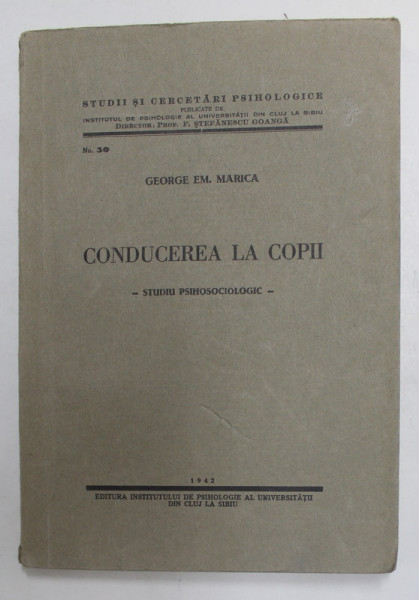 STUDII ȘI CERCETĂRI PSIHOLOGICE
PUBLICATE DE
INSTITUTUL DE PSIHOLOGIE AL UNIVERSITĂȚII DIN CLUJ LA SIBIU
DIRECTOR: PROF. F. ȘTEFĂNESCU GOANGĂ
No. 30
GEORGE EM. MARICA
CONDUCEREA LA COPII
– STUDIU PSIHOSOCIOLOGIC –
1942
EDITURA INSTITUTULUI DE PSIHOLOGIE AL UNIVERSITĂȚII
DIN CLUJ LA SIBIU